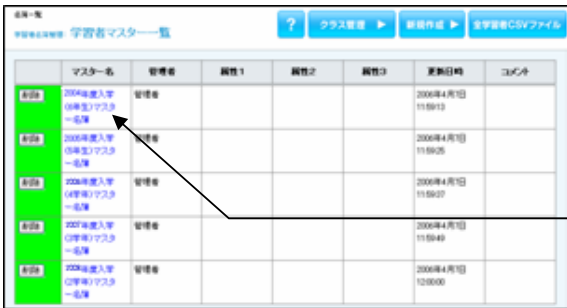 名簿一覧
学習者名簿管理 学習者マスター一覧
? クラス管理 ▶ 新規作成 ▶ 全学習者CSVファイル
マスター名 管理者 属性1 属性2 属性3 更新日時 コメント
削除 2004年度入学 管理者 2006年4月7日
(6年生)マスタ 11:59:13
ー名簿
削除 2005年度入学 管理者 2006年4月7日
(5年生)マスタ 11:59:25
ー名簿
削除 2006年度入学 管理者 2006年4月7日
(4学年)マスタ 11:59:37
ー名簿
削除 2007年度入学 管理者 2006年4月7日
(3学年)マスタ 11:59:49
ー名簿
削除 2008年度入学 管理者 2006年4月7日
(2学年)マスタ 12:00:00
ー名簿